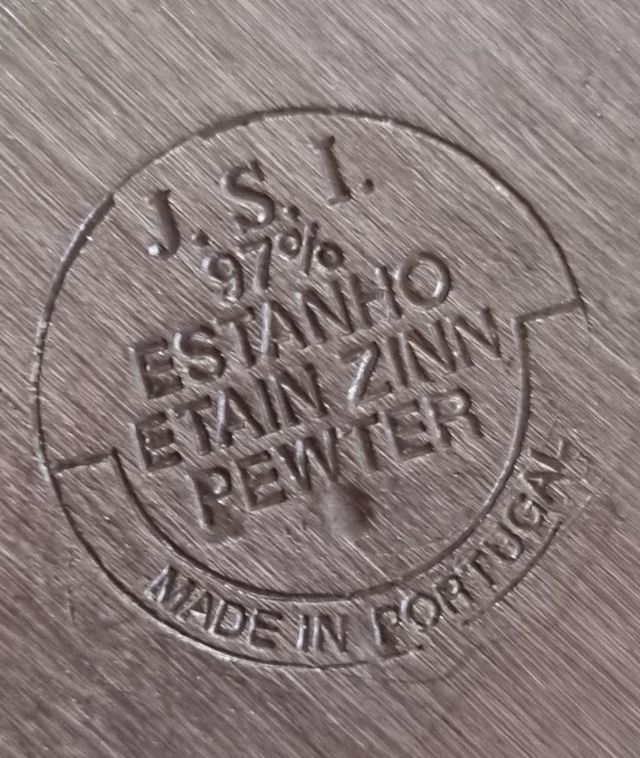 J. S. I.
97%
ESTANHO
ETAIN ZINN
PEWTER
MADE IN PORTUGAL